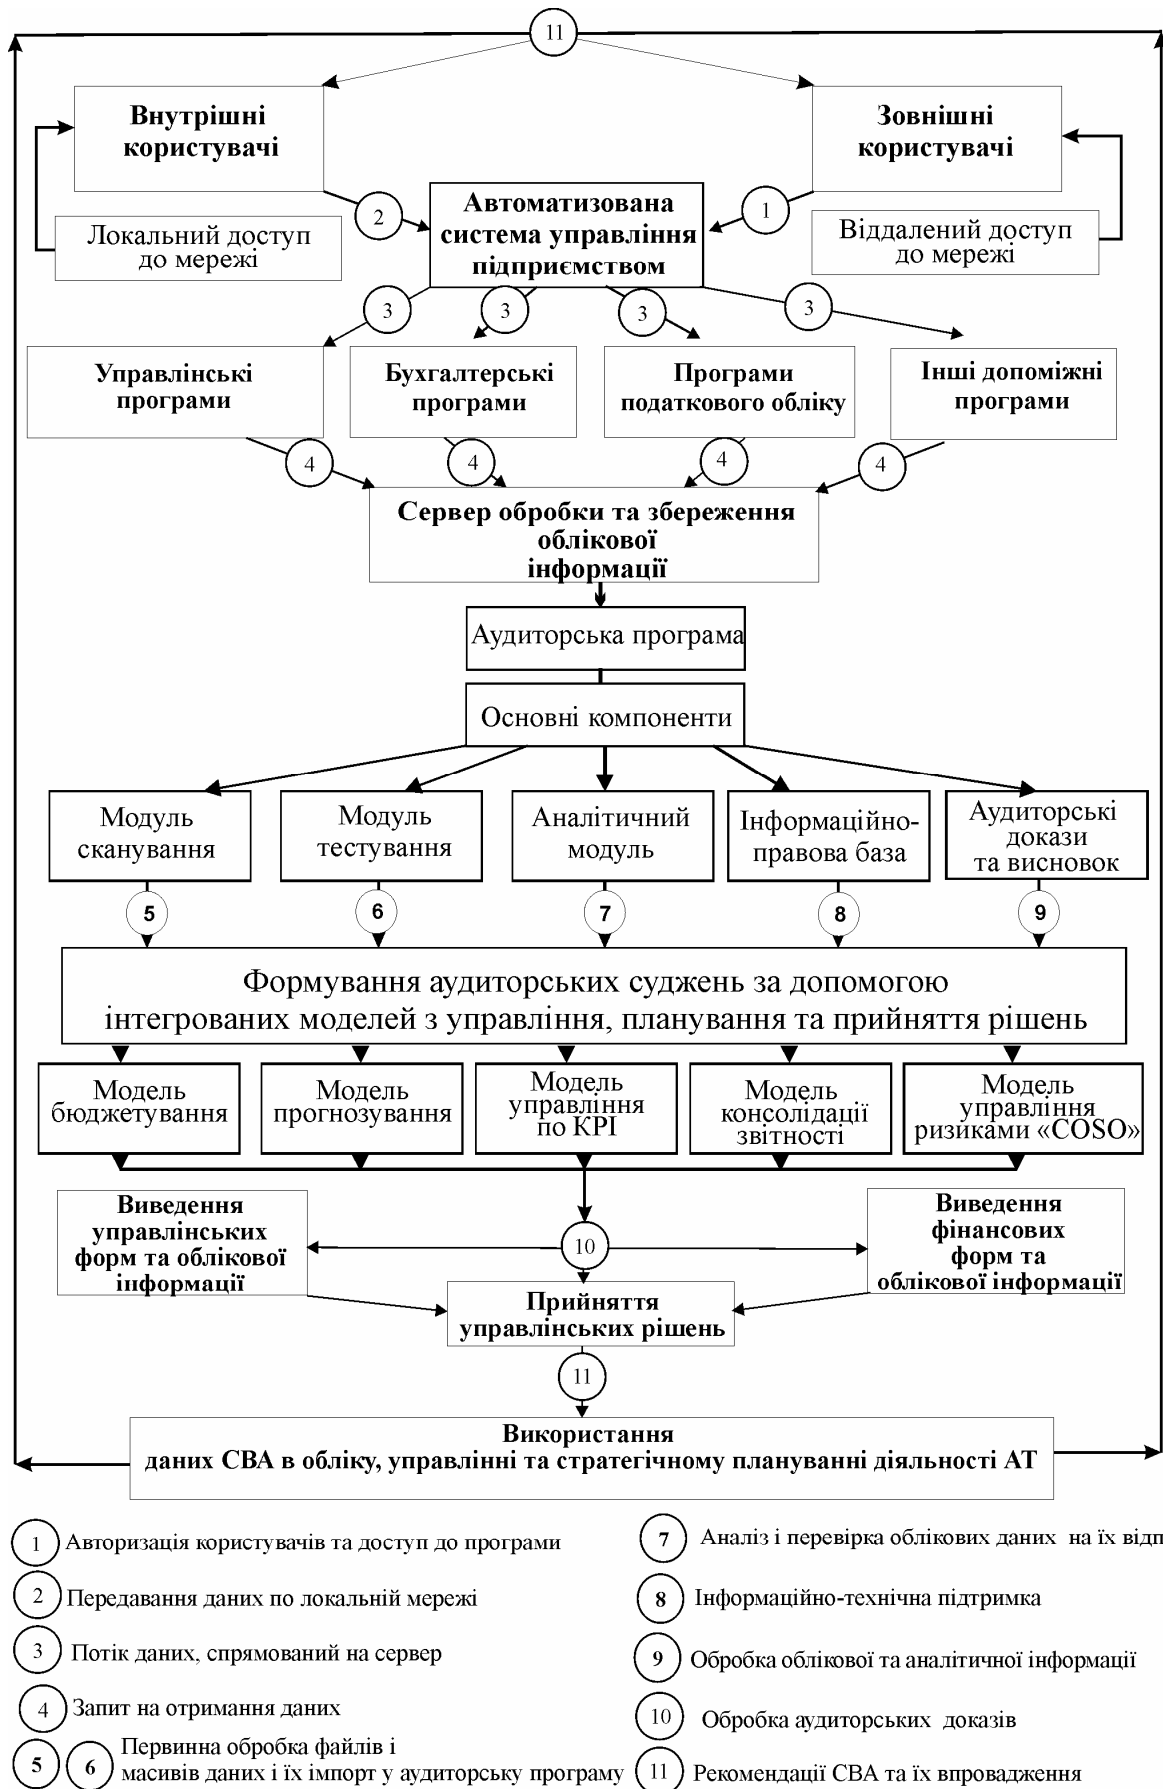 11
Внутрішні
користувачі
Зовнішні
користувачі
Локальний доступ
до мережі
2
Автоматизована
система управління
підприємством
1
Віддалений доступ
до мережі
3
3
3
3
Управлінські
програми
Бухгалтерські
програми
Програми
податкового обліку
Інші допоміжні
програми
4
4
4
4
Сервер обробки та збереження
облікової
інформації
Аудиторська програма
Основні компоненти
Модуль
сканування
Модуль
тестування
Аналітичний
модуль
Інформаційно-
правова база
Аудиторські
докази
та висновок
5
6
7
8
9
Формування аудиторських суджень за допомогою
інтегрованих моделей з управління, планування та прийняття рішень
Модель
бюджетування
Модель
прогнозування
Модель
управління
по KPI
Модель
консолідації
звітності
Модель
управління
ризиками «COSO»
Виведення
управлінських
форм та облікової
інформації
10
Виведення
фінансових
форм та
облікової інформації
Прийняття
управлінських рішень
11
Використання
даних СВА в обліку, управлінні та стратегічному плануванні діяльності АТ
1 Авторизація користувачів та доступ до програми
2 Передавання даних по локальній мережі
3 Потік даних, спрямований на сервер
4 Запит на отримання даних
5 6 Первинна обробка файлів і
масивів даних і їх імпорт у аудиторську програму
7 Аналіз і перевірка облікових даних на їх
8 Інформаційно-технічна підтримка
9 Обробка облікової та аналітичної інформації
10 Обробка аудиторських доказів
11 Рекомендації СВА та їх впровадження